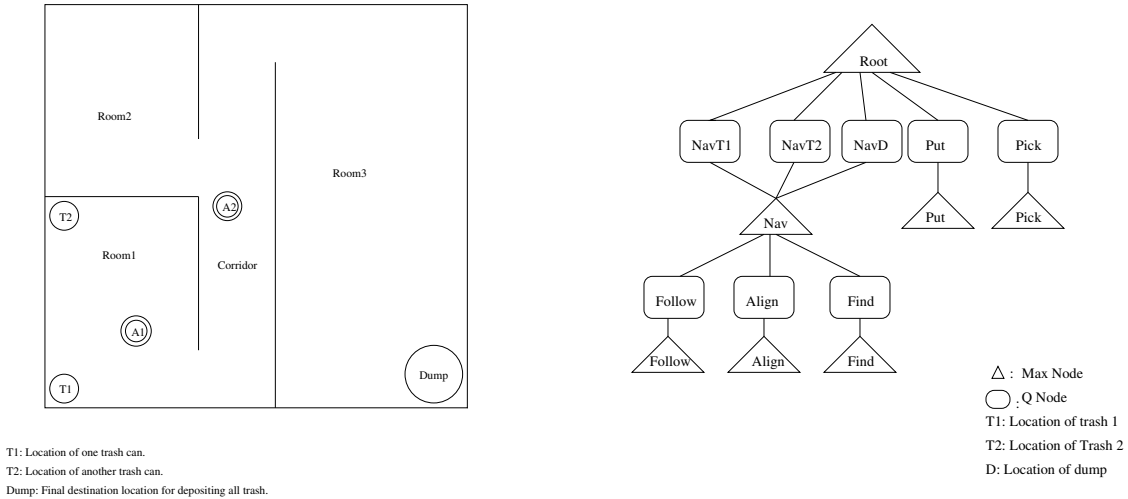 Room2
Room3
A2
T2
Room1
Corridor
A1
T1
Dump
T1: Location of one trash can.
T2: Location of another trash can.
Dump: Final destination location for depositing all trash.
Root
NavT1 NavT2 NavD Put Pick
Nav Put Pick
Follow Align Find
Follow Align Find
: Max Node
: Q Node
T1: Location of trash 1
T2: Location of Trash 2
D: Location of dump